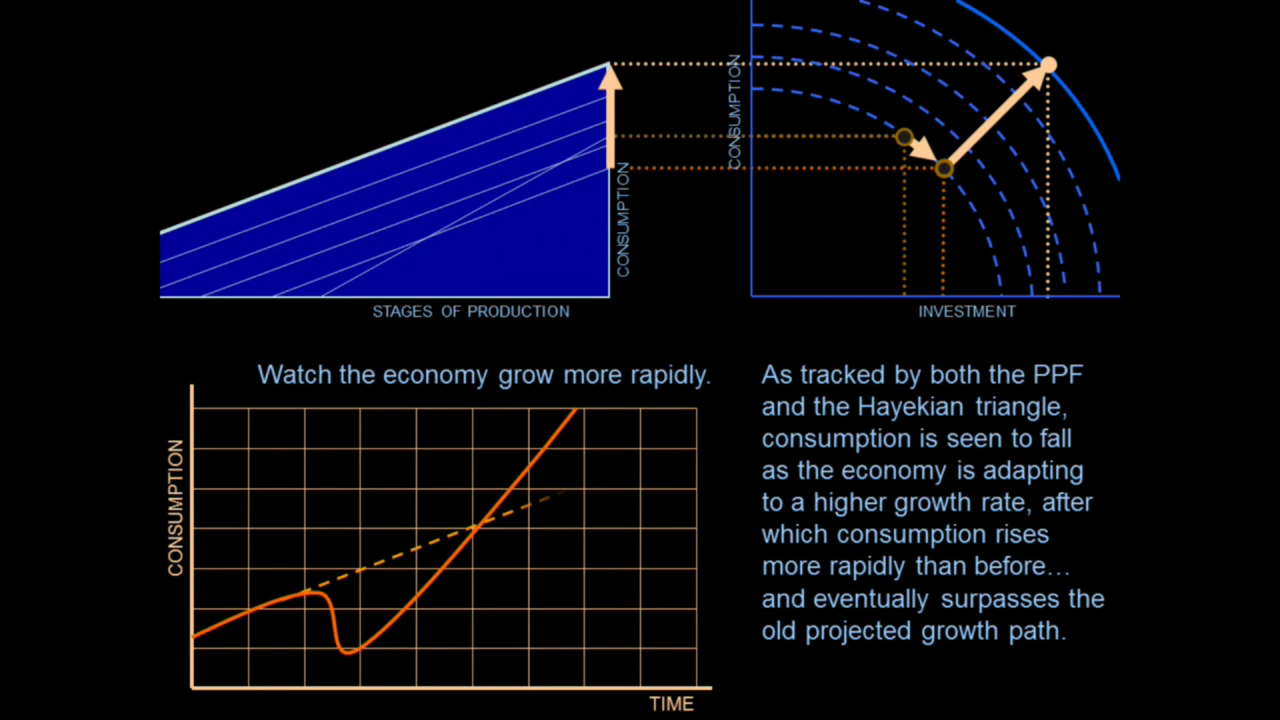 CONSUMPTION
STAGES OF PRODUCTION
CONSUMPTION
INVESTMENT
Watch the economy grow more rapidly.
CONSUMPTION
TIME
As tracked by both the PPF
and the Hayekian triangle,
consumption is seen to fall
as the economy is adapting
to a higher growth rate, after
which consumption rises
more rapidly than before…
and eventually surpasses the
old projected growth path.